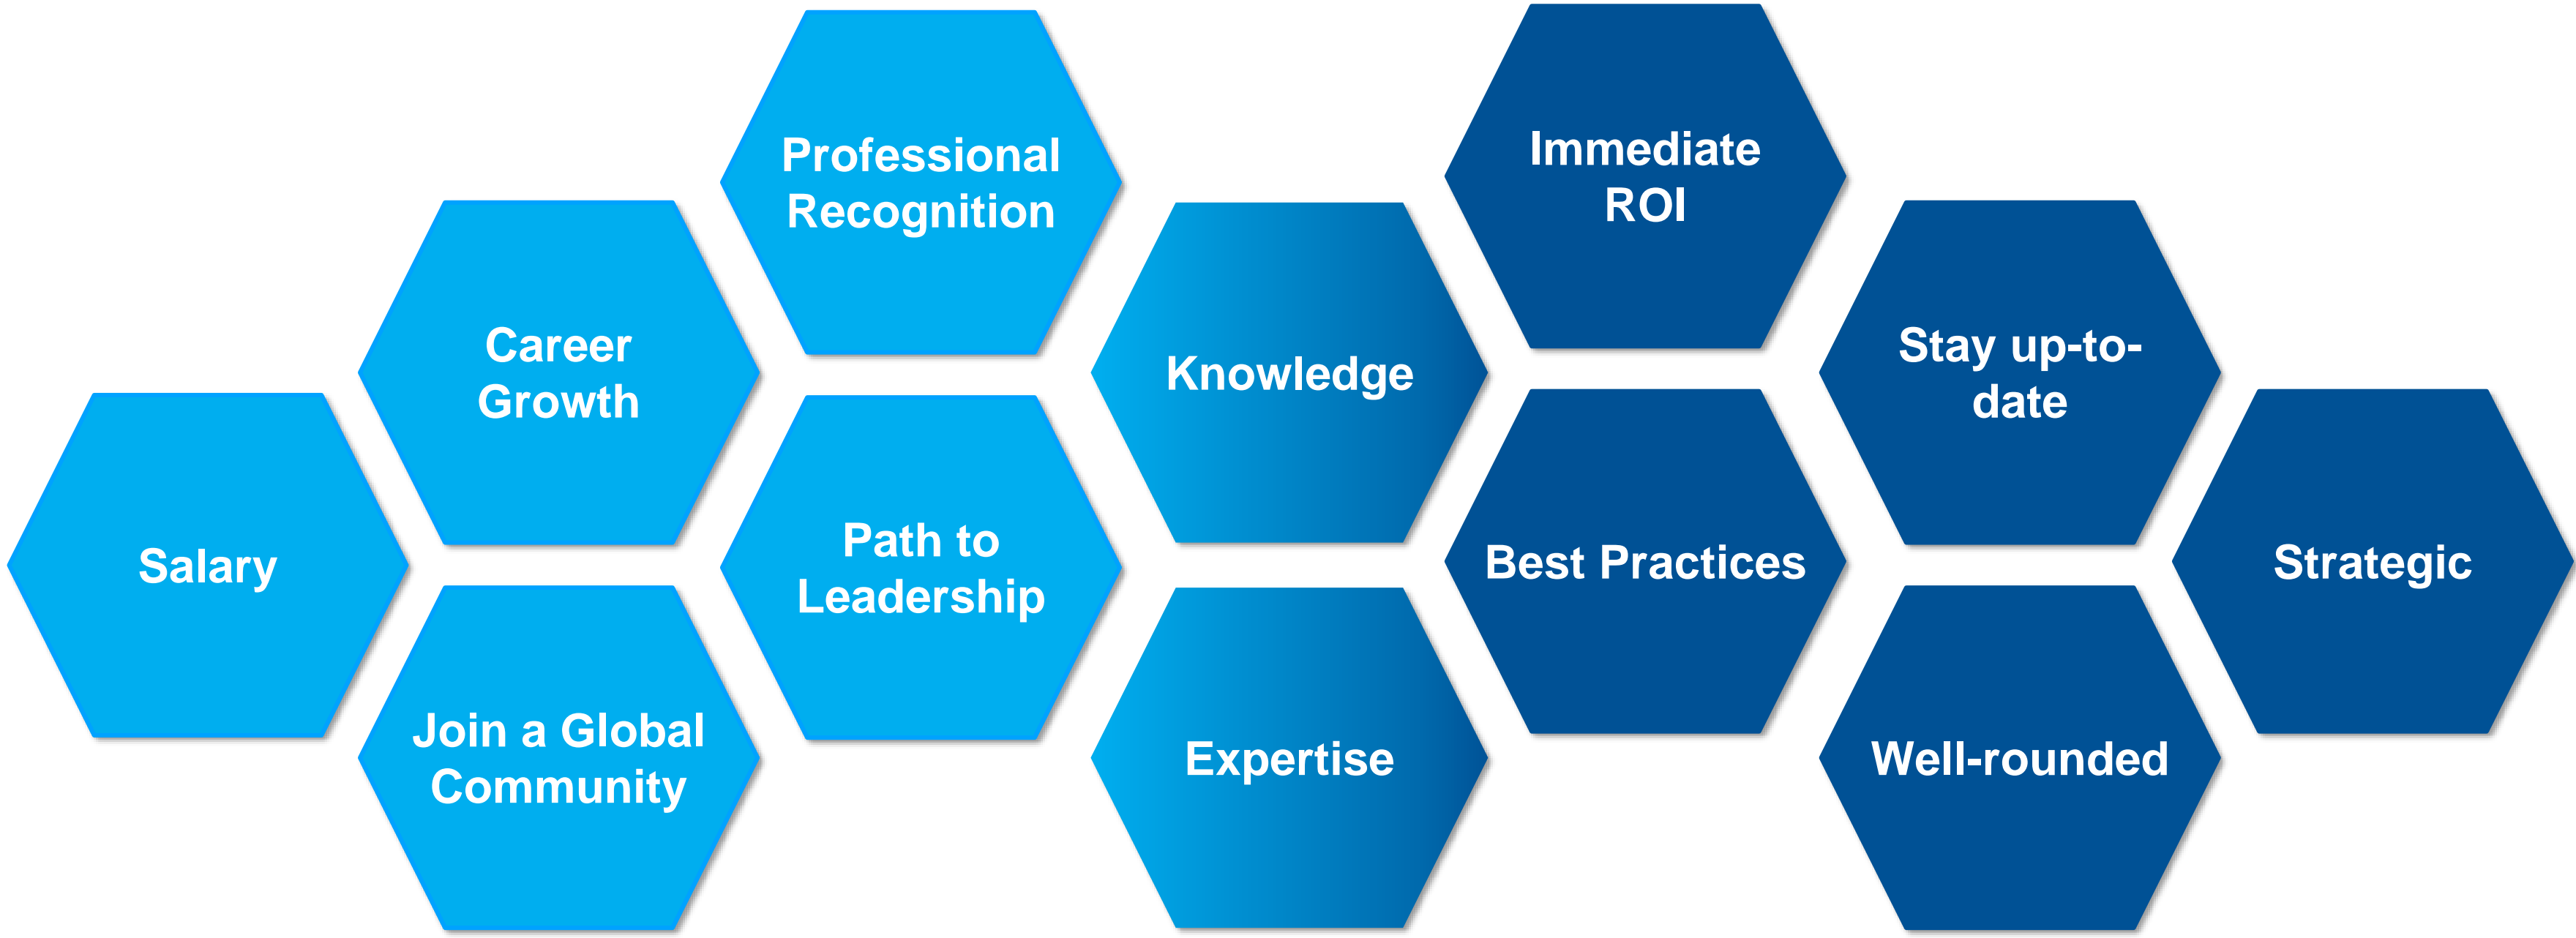 Salary
Career
Growth
Join a Global
Community
Professional
Recognition
Path to
Leadership
Knowledge
Expertise
Immediate
ROI
Best Practices
Stay up-to-
date
Well-rounded
Strategic